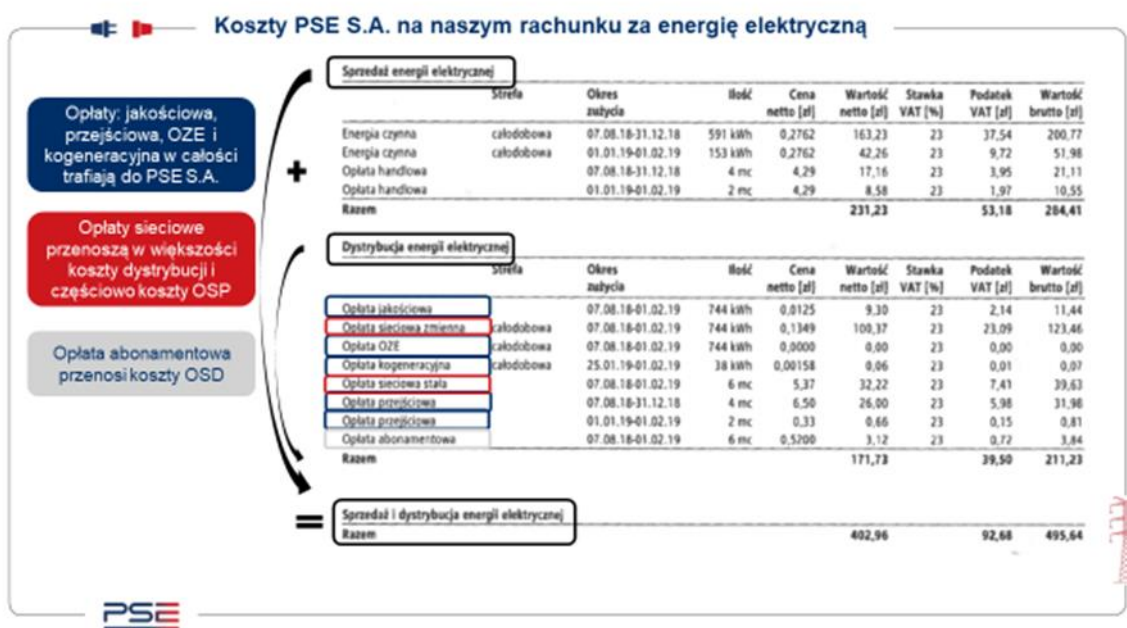 Koszty PSE S.A. na naszym rachunku za energię elektryczną
Opłaty: jakościowa,
przejściowa, OZE i
kogeneracyjna w całości
trafiają do PSE S.A.
Opłaty sieciowe
przenoszą w większości
koszty dystrybucji i
częściowo koszty OSP
Opłata abonamentowa
przenosi koszty OSD
+
=
Sprzedaż energii elektrycznej
Strefa Okres zużycia Ilość Cena netto [zł] Wartość netto [zł] Stawka VAT [%] Podatek VAT [zł] Wartość brutto [zł]
Energia czynna całodobowa 07.08.18-31.12.18 591 kWh 0,2762 163,23 23 37,54 200,77
Energia czynna całodobowa 01.01.19-01.02.19 153 kWh 0,2762 42,26 23 9,72 51,98
Opłata handlowa 07.08.18-31.12.18 4 mc 4,29 17,16 23 3,95 21,11
Opłata handlowa 01.01.19-01.02.19 2 mc 4,29 8,58 23 1,97 10,55
Razem 231,23 53,18 284,41
Dystrybucja energii elektrycznej
Strefa Okres zużycia Ilość Cena netto [zł] Wartość netto [zł] Stawka VAT [%] Podatek VAT [zł] Wartość brutto [zł]
Opłata jakościowa 07.08.18-01.02.19 744 kWh 0,0125 9,30 23 2,14 11,44
Opłata sieciowa zmienna całodobowa 07.08.18-01.02.19 744 kWh 0,1349 100,37 23 23,09 123,46
Opłata OZE całodobowa 07.08.18-01.02.19 744 kWh 0,0000 0,00 23 0,00 0,00
Opłata kogeneracyjna całodobowa 25.01.19-01.02.19 38 kWh 0,00158 0,06 23 0,01 0,07
Opłata sieciowa stała 07.08.18-01.02.19 6 mc 5,37 32,22 23 7,41 39,63
Opłata przejściowa 07.08.18-31.12.18 4 mc 6,50 26,00 23 5,98 31,98
Opłata przejściowa 01.01.19-01.02.19 2 mc 0,33 0,66 23 0,15 0,81
Opłata abonamentowa 07.08.18-01.02.19 6 mc 0,5200 3,12 23 0,72 3,84
Razem 171,73 39,50 211,23
Sprzedaż i dystrybucja energii elektrycznej
Razem 402,96 92,68 495,64
PSE